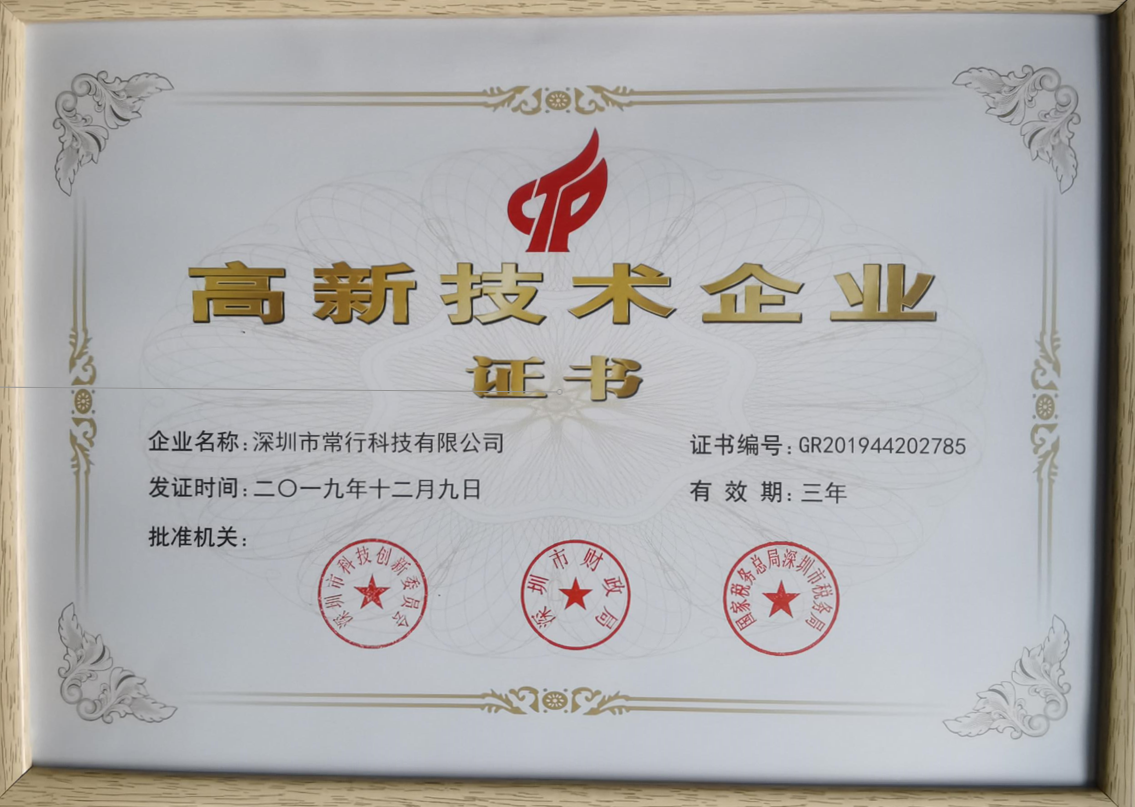 高新技术企业
证书
企业名称:深圳市常行科技有限公司
证书编号:GR201944202785
发证时间:二〇一九年十二月九日
有 效 期:三年
批准机关:
深圳市科技创新委员会
深圳市财政局
国家税务总局深圳市税务局